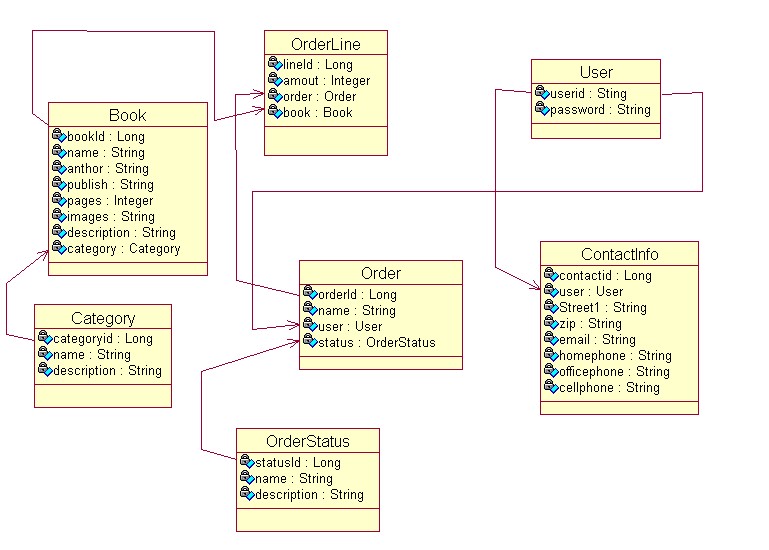 OrderLine
lineId : Long
amout : Integer
order : Order
book : Book
User
userid : Sting
password : String
Book
bookId : Long
name : String
anthor : String
publish : String
pages : Integer
images : String
description : String
category : Category
ContactInfo
contactid : Long
user : User
Street1 : String
zip : String
email : String
homephone : String
officephone : String
cellphone : String
Order
orderId : Long
name : String
user : User
status : OrderStatus
Category
categoryid : Long
name : String
description : String
OrderStatus
statusId : Long
name : String
description : String